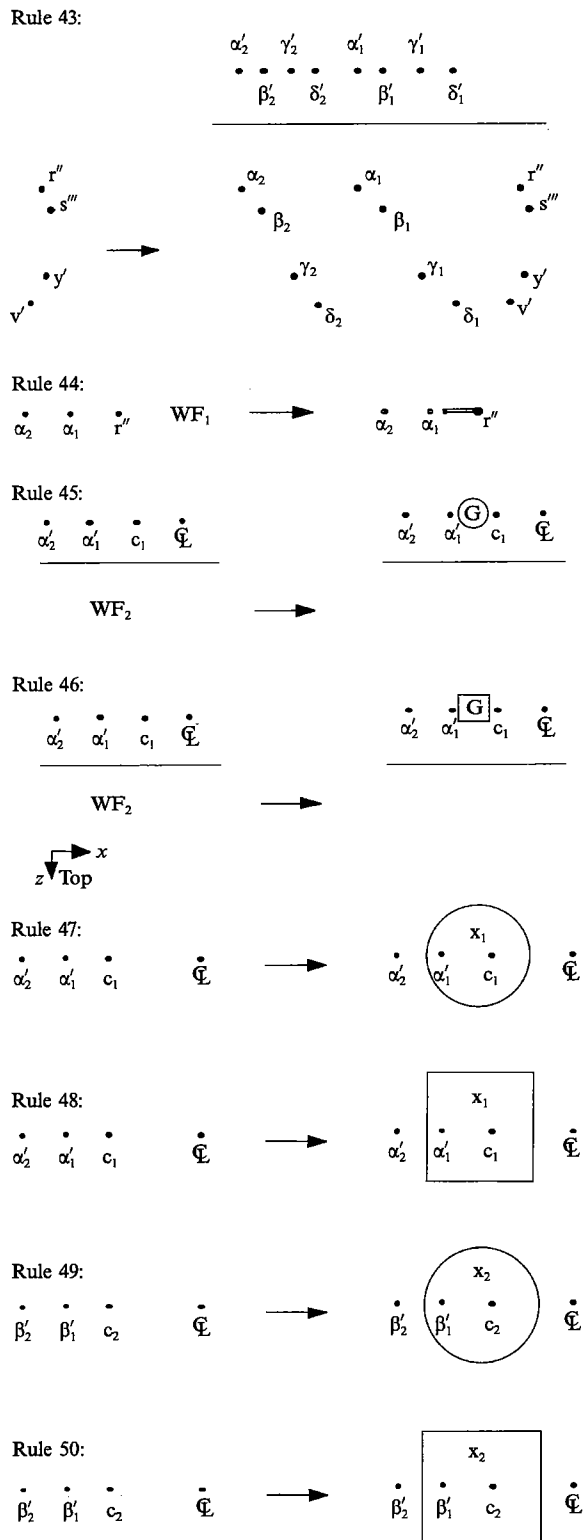 Rule 43:
α′₂ γ′₂ α′₁ γ′₁
β′₂ δ′₂ β′₁ δ′₁
r″ α₂ α₁ r″
s‴ β₂ β₁ s‴
y′ γ₂ γ₁ y′
v′ δ₂ δ₁ v′
Rule 44:
α₂ α₁ r″ WF₁ α₂ α₁ r″
Rule 45:
α′₂ α′₁ c₁ ℄ α′₂ α′₁ G c₁ ℄
WF₂
Rule 46:
α′₂ α′₁ c₁ ℄ α′₂ α′₁ G c₁ ℄
WF₂
x
z Top
Rule 47:
x₁
α′₂ α′₁ c₁ ℄ α′₂ α′₁ c₁ ℄
Rule 48:
x₁
α′₂ α′₁ c₁ ℄ α′₂ α′₁ c₁ ℄
Rule 49:
x₂
β′₂ β′₁ c₂ ℄ β′₂ β′₁ c₂ ℄
Rule 50:
x₂
β′₂ β′₁ c₂ ℄ β′₂ β′₁ c₂ ℄